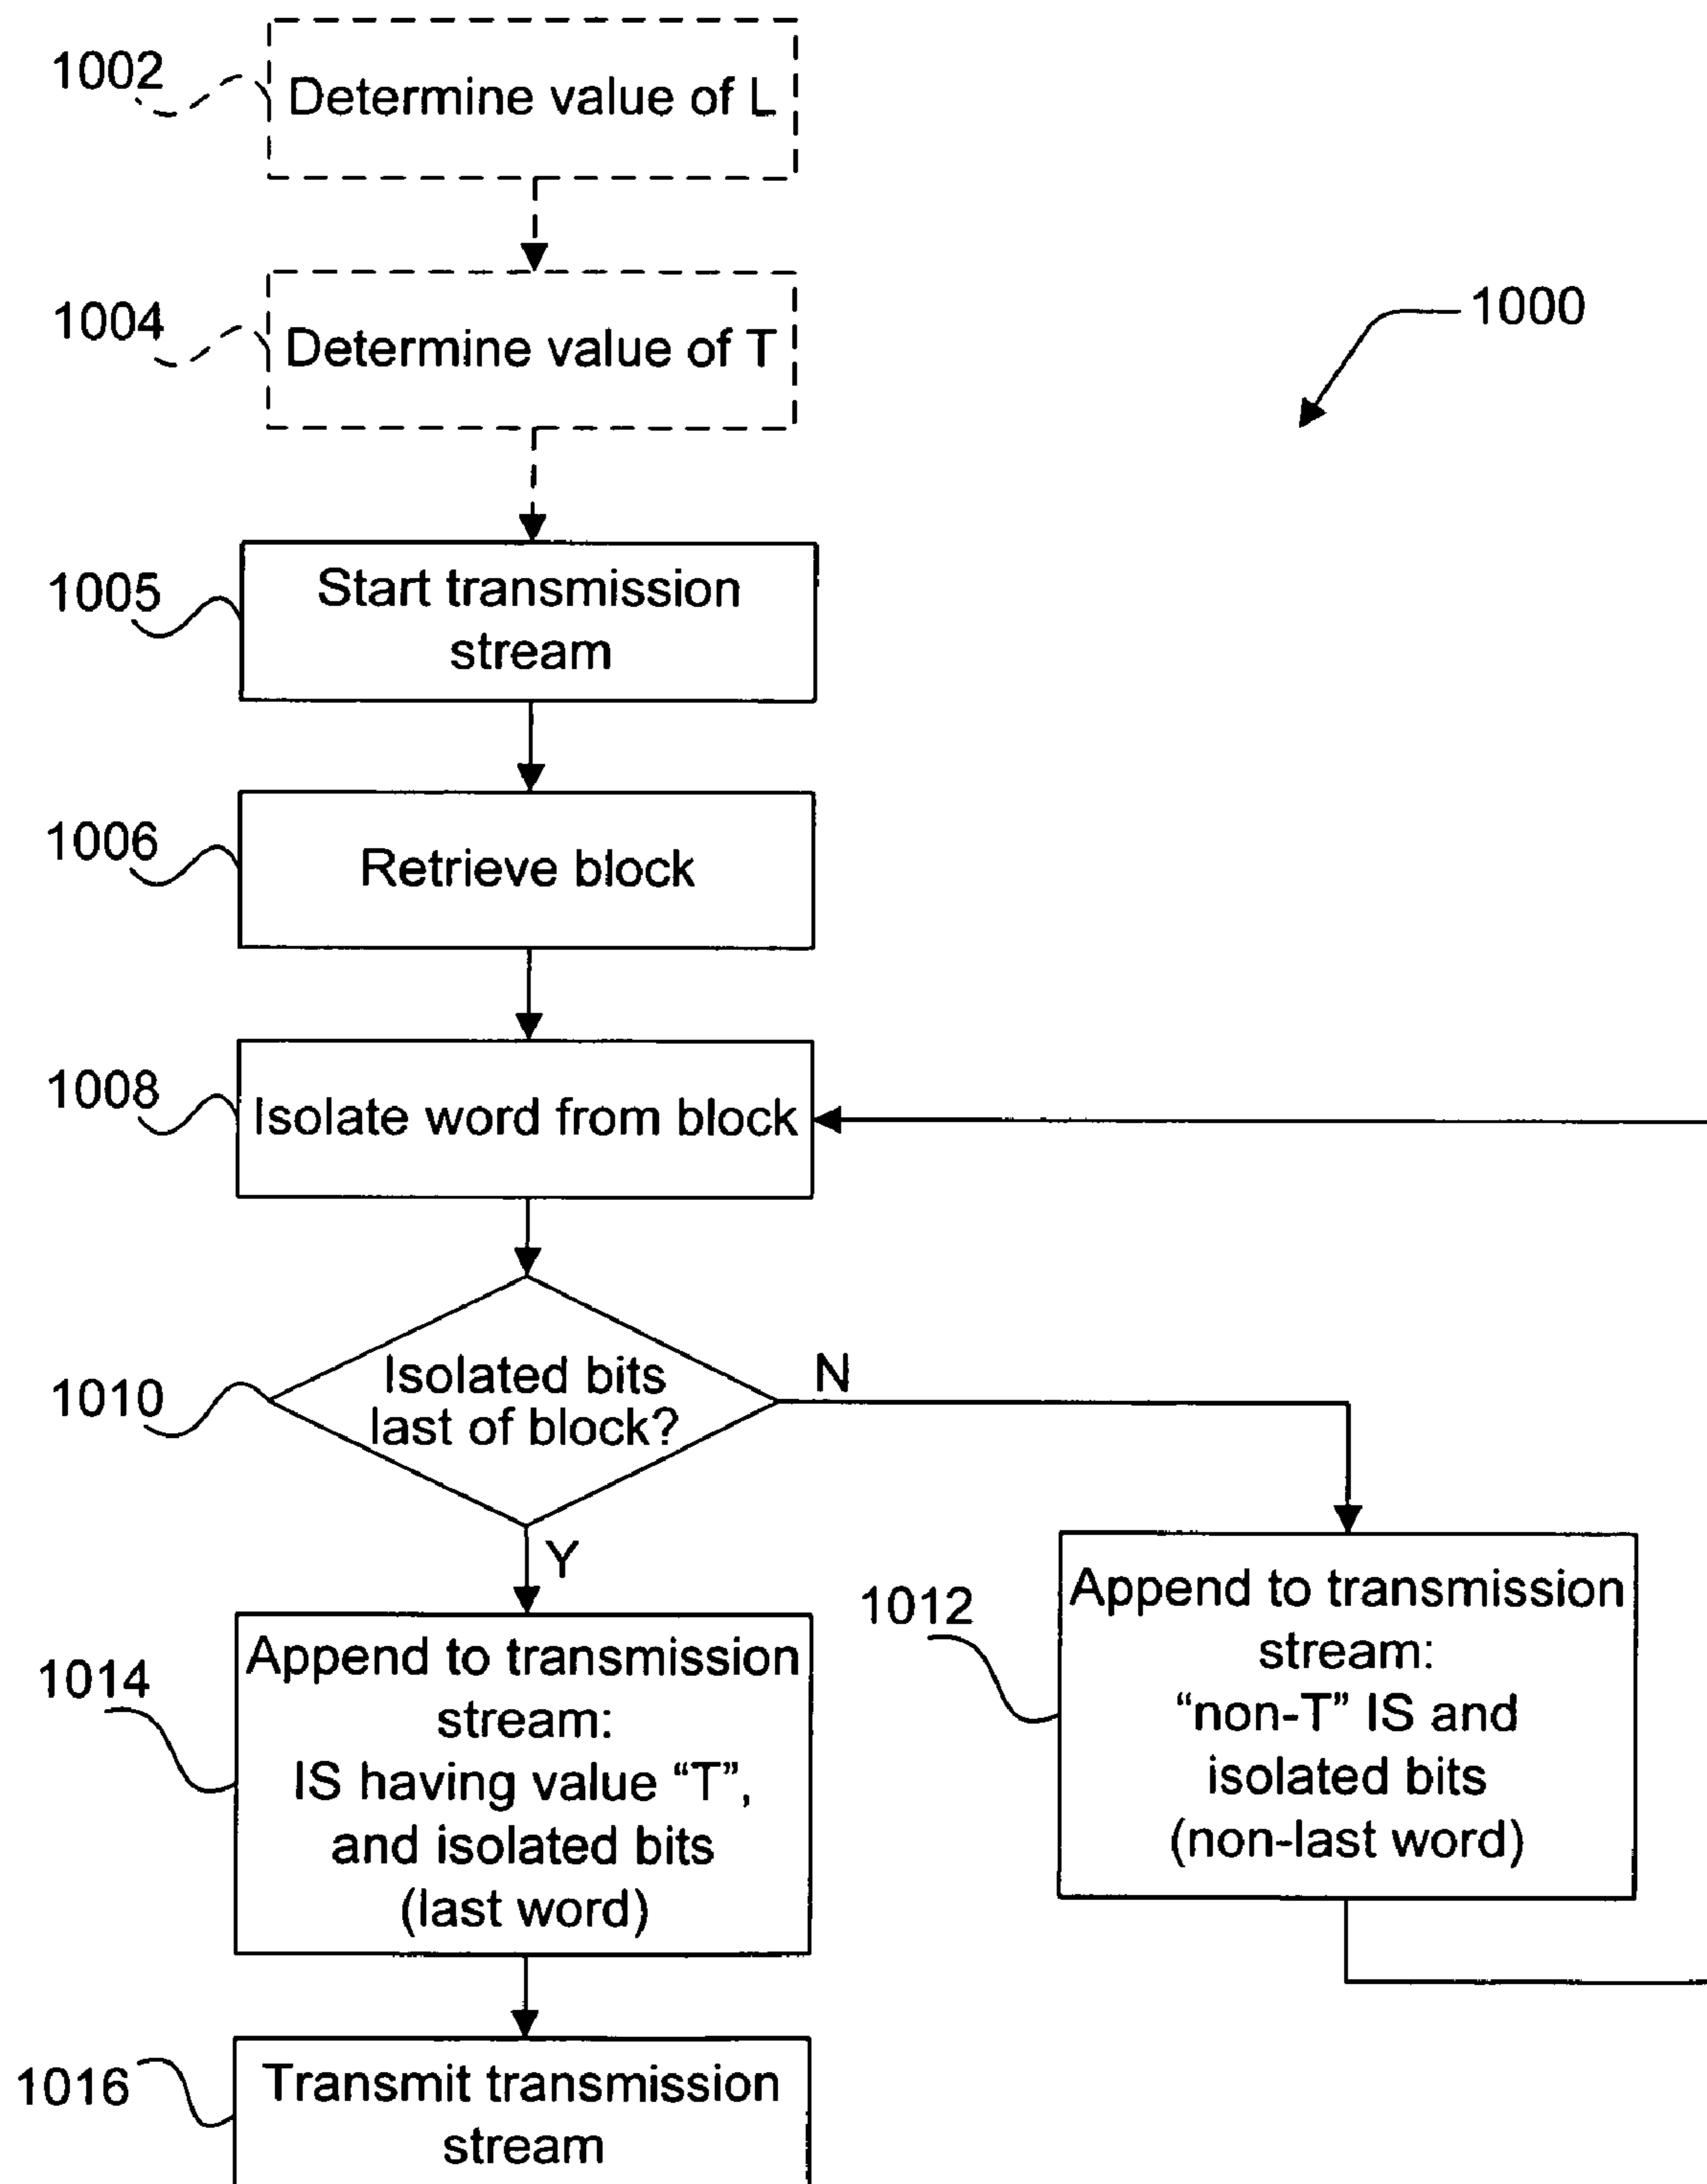 1002
Determine value of L
1004
Determine value of T
1000
1005
Start transmission
stream
1006
Retrieve block
1008
Isolate word from block
1010
Isolated bits
last of block?
N
Y
1012
Append to transmission
stream:
“non-T” IS and
isolated bits
(non-last word)
1014
Append to transmission
stream:
IS having value “T”,
and isolated bits
(last word)
1016
Transmit transmission
stream